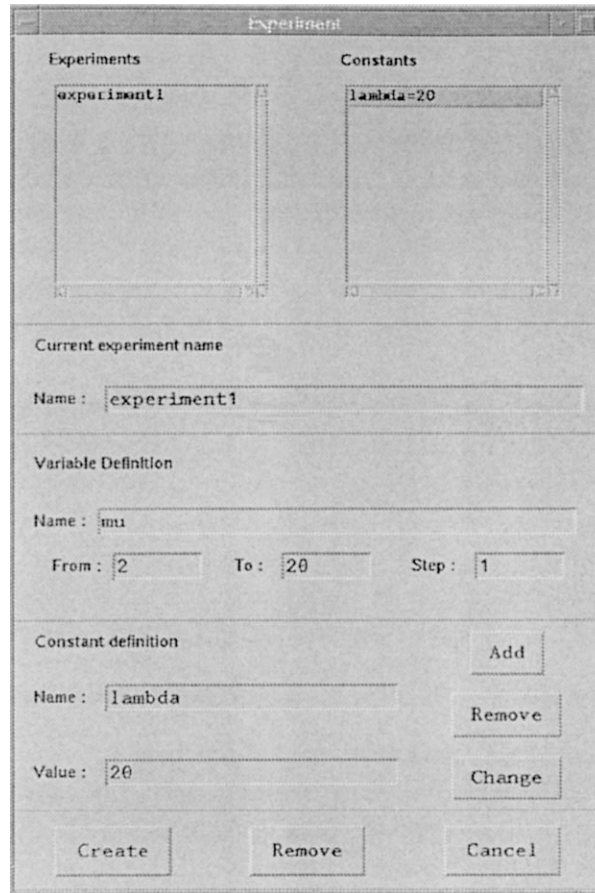 Experiment
Experiments
Constants
experiment1
lambda=20
Current experiment name
Name : experiment1
Variable Definition
Name : mu
From : 2 To : 20 Step : 1
Constant definition
Add
Name : lambda
Remove
Value : 20
Change
Create Remove Cancel